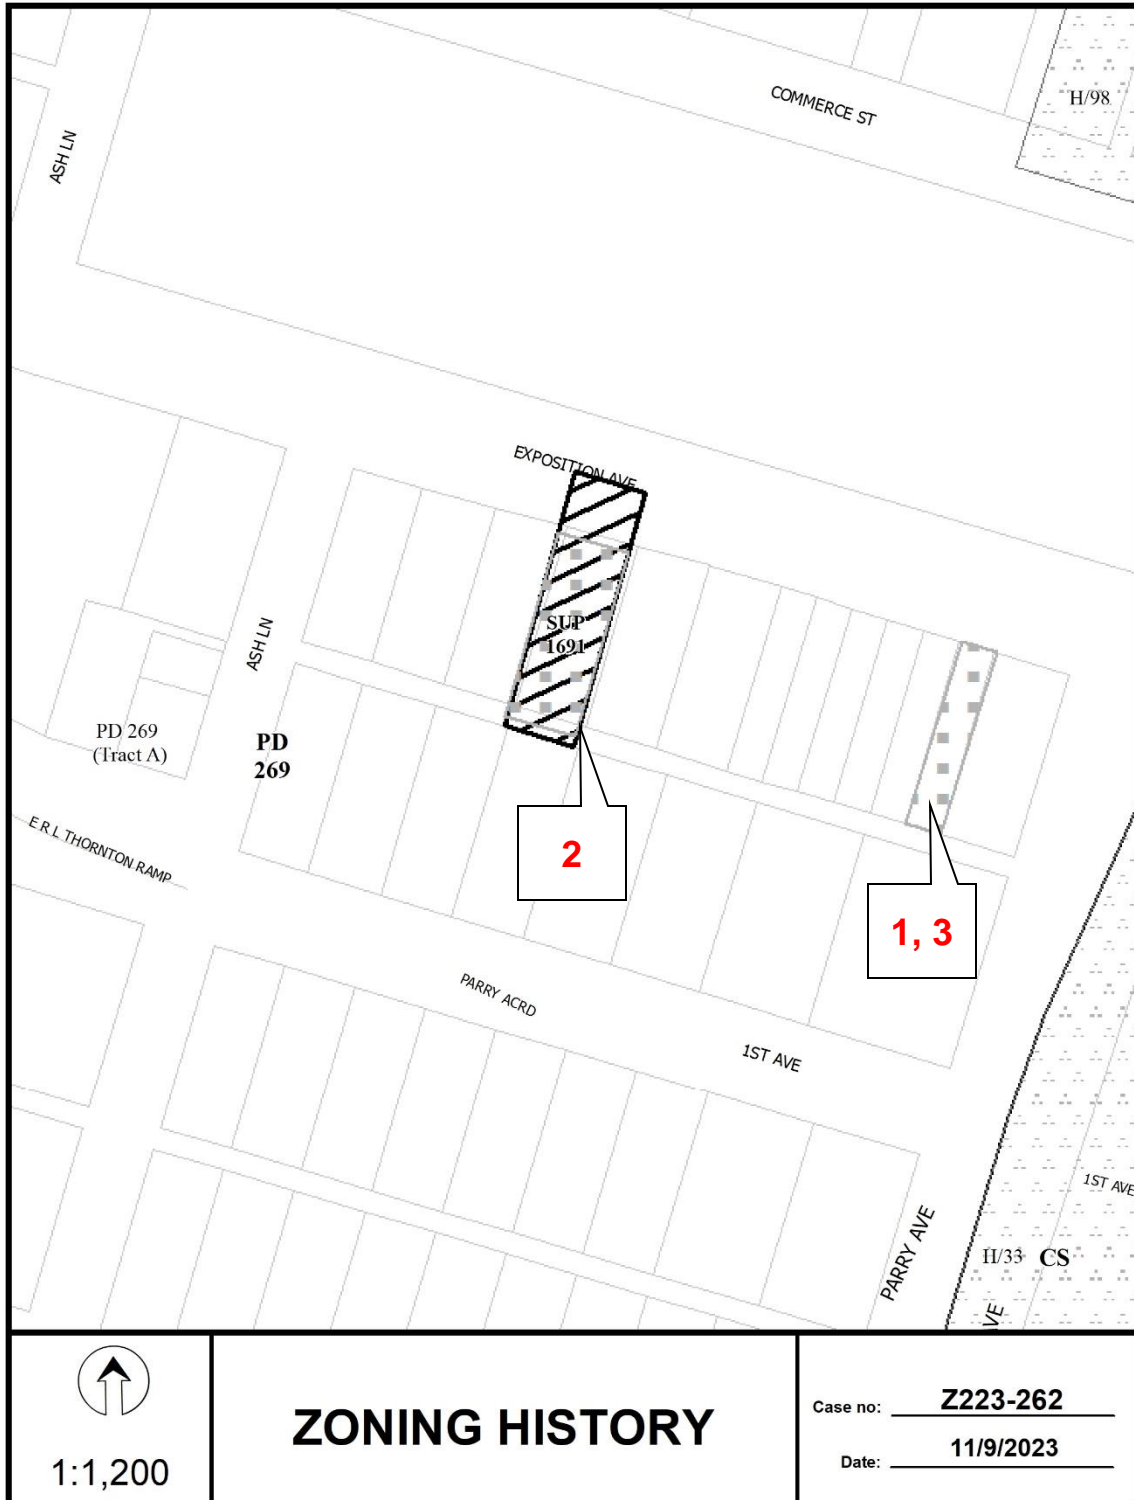 COMMERCE ST
H/98
ASH LN
EXPOSITION AVE
SUP
1691
ASH LN
PD 269
(Tract A)
PD
269
E R L THORNTON RAMP
2
1, 3
PARRY ACRD
1ST AVE
1ST AVE
PARRY AVE
H/33 CS
VE
1:1,200
ZONING HISTORY
Case no: Z223-262
Date: 11/9/2023